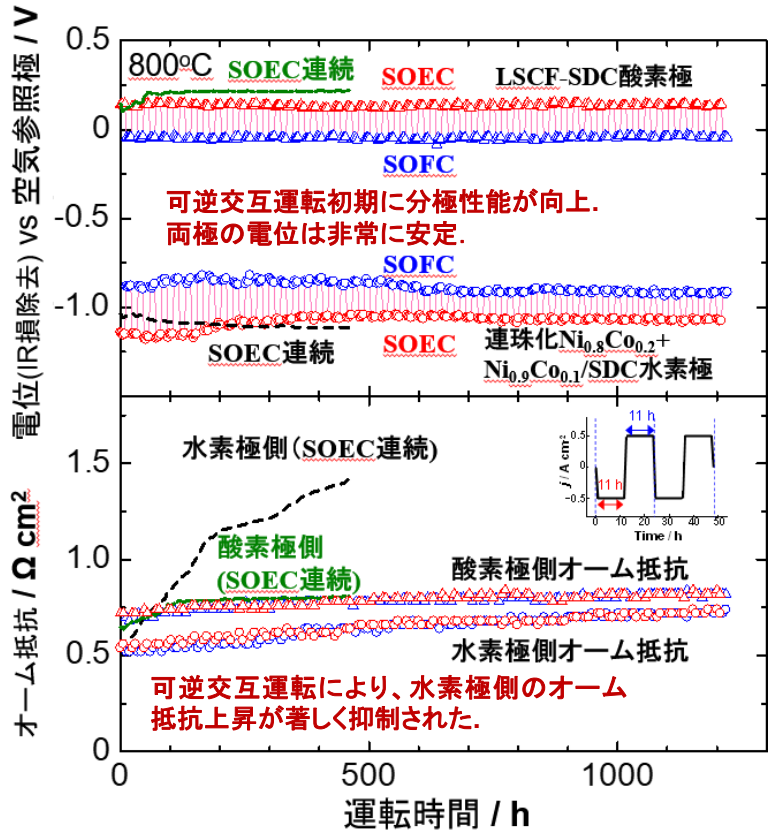 電位(IR損除去) vs 空気参照極 / V
0.5
0
-0.5
-1.0
800°C
SOEC連続
SOEC
LSCF-SDC酸素極
SOFC
可逆交互運転初期に分極性能が向上.
両極の電位は非常に安定.
SOFC
SOEC連続
SOEC
連珠化Ni0.8Co0.2+
Ni0.9Co0.1/SDC水素極
オーム抵抗 / Ω cm2
1.5
1.0
0.5
0
水素極側(SOEC連続)
酸素極側
(SOEC連続)
j / A cm-2
0.5
0
-0.5
11 h
11 h
0 10 20 30 40 50
Time / h
酸素極側オーム抵抗
水素極側オーム抵抗
可逆交互運転により、水素極側のオーム
抵抗上昇が著しく抑制された.
0 500 1000
運転時間 / h